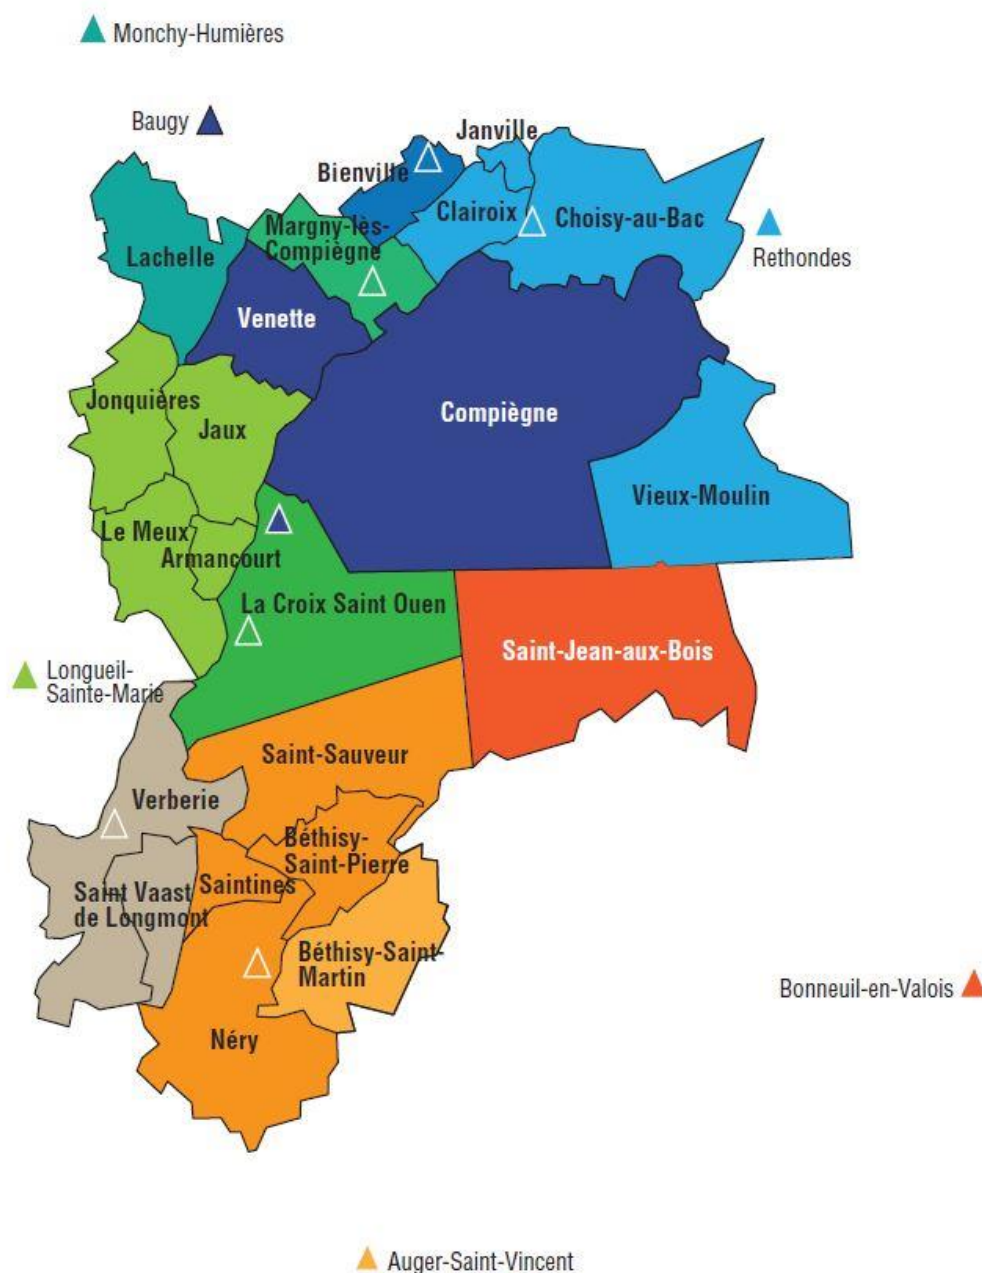 Monchy-Humières
Baugy
Janville
Bienville
Clairoix
Choisy-au-Bac
Margny-lès-
Compiègne
Lachelle
Rethondes
Venette
Jonquières
Jaux
Compiègne
Vieux-Moulin
Le Meux
Armancourt
La Croix Saint Ouen
Saint-Jean-aux-Bois
Longueil-
Sainte-Marie
Saint-Sauveur
Verberie
Béthisy-
Saint-Pierre
Saintines
Saint Vaast
de Longmont
Béthisy-Saint-
Martin
Bonneuil-en-Valois
Néry
Auger-Saint-Vincent